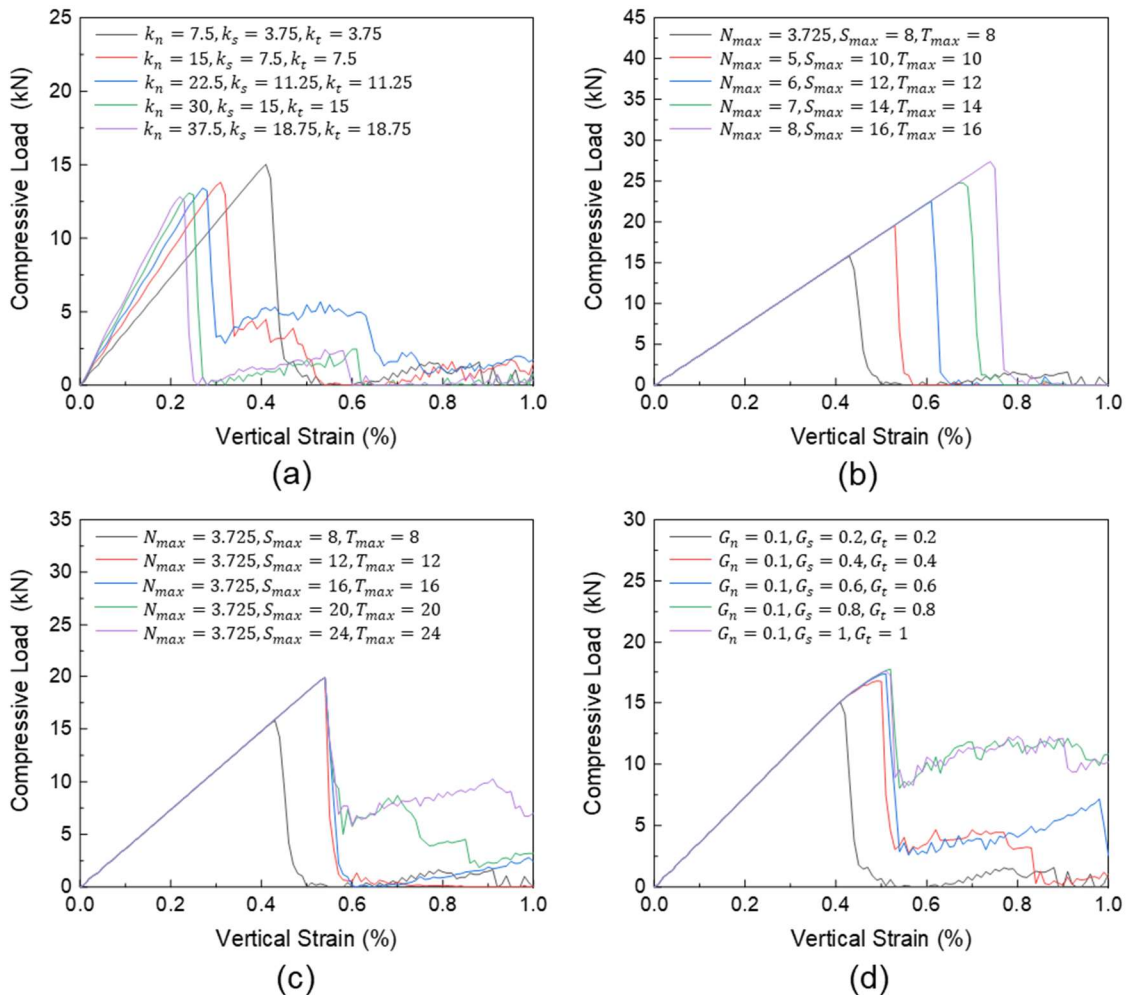 25
20
15
10
5
0
Compressive Load (kN)
k_n = 7.5, k_s = 3.75, k_t = 3.75
k_n = 15, k_s = 7.5, k_t = 7.5
k_n = 22.5, k_s = 11.25, k_t = 11.25
k_n = 30, k_s = 15, k_t = 15
k_n = 37.5, k_s = 18.75, k_t = 18.75
0.0 0.2 0.4 0.6 0.8 1.0
Vertical Strain (%)
(a)
45
40
35
30
25
20
15
10
5
0
Compressive Load (kN)
N_max = 3.725, S_max = 8, T_max = 8
N_max = 5, S_max = 10, T_max = 10
N_max = 6, S_max = 12, T_max = 12
N_max = 7, S_max = 14, T_max = 14
N_max = 8, S_max = 16, T_max = 16
0.0 0.2 0.4 0.6 0.8 1.0
Vertical Strain (%)
(b)
35
30
25
20
15
10
5
0
Compressive Load (kN)
N_max = 3.725, S_max = 8, T_max = 8
N_max = 3.725, S_max = 12, T_max = 12
N_max = 3.725, S_max = 16, T_max = 16
N_max = 3.725, S_max = 20, T_max = 20
N_max = 3.725, S_max = 24, T_max = 24
0.0 0.2 0.4 0.6 0.8 1.0
Vertical Strain (%)
(c)
30
25
20
15
10
5
0
Compressive Load (kN)
G_n = 0.1, G_s = 0.2, G_t = 0.2
G_n = 0.1, G_s = 0.4, G_t = 0.4
G_n = 0.1, G_s = 0.6, G_t = 0.6
G_n = 0.1, G_s = 0.8, G_t = 0.8
G_n = 0.1, G_s = 1, G_t = 1
0.0 0.2 0.4 0.6 0.8 1.0
Vertical Strain (%)
(d)